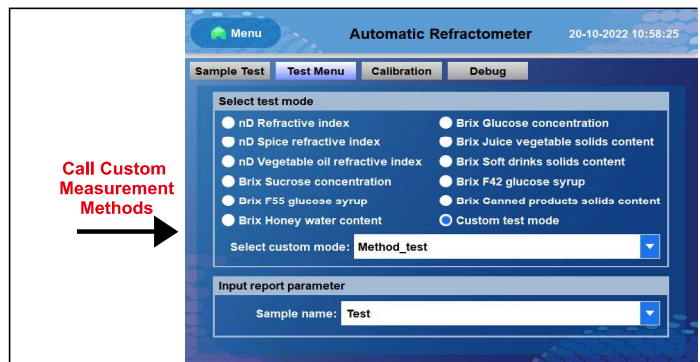 Menu
Automatic Refractometer
20-10-2022 10:58:25
Sample Test
Test Menu
Calibration
Debug
Select test mode
nD Refractive index
Brix Glucose concentration
nD Spice refractive index
Brix Juice vegetable solids content
nD Vegetable oil refractive index
Brix Soft drinks solids content
Brix Sucrose concentration
Brix F42 glucose syrup
Brix F55 glucose syrup
Brix Canned products solids content
Brix Honey water content
Custom test mode
Select custom mode: Method_test
Input report parameter
Sample name: Test
Call Custom
Measurement
Methods